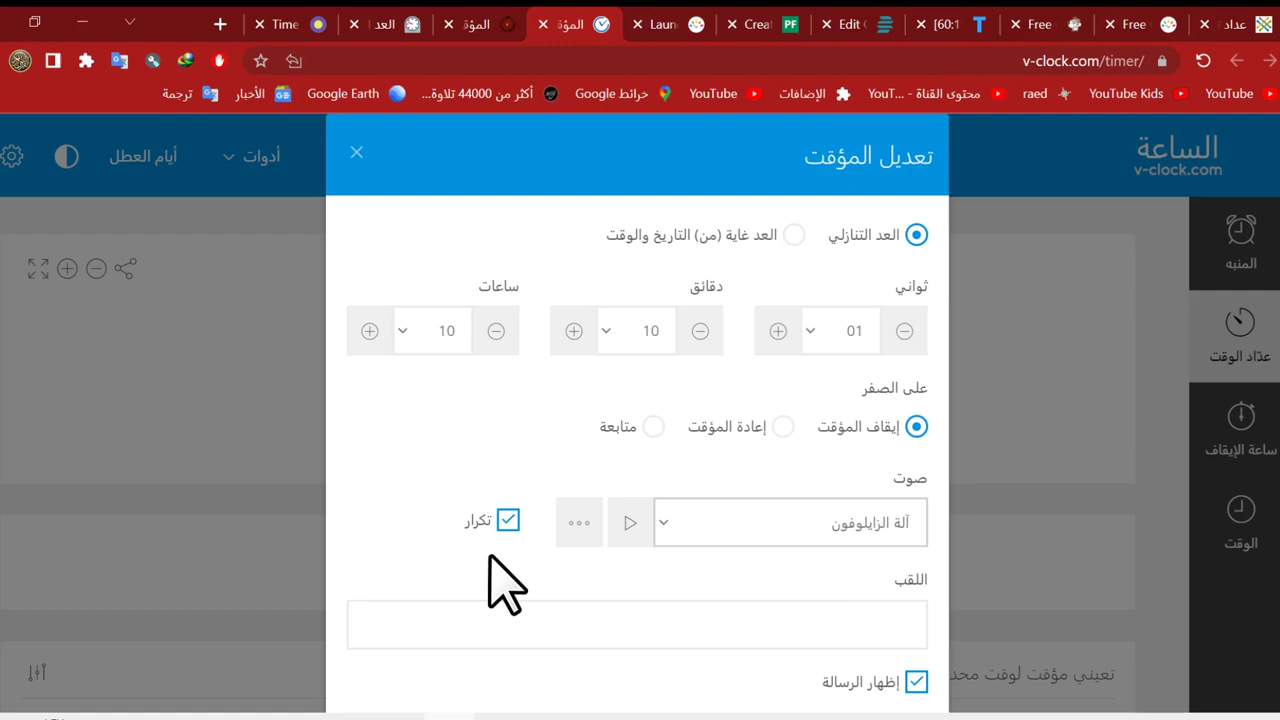 عداد
Free
Free
[60:1
Edit
Creat
Laun
المؤة
المؤة
العد ا
Time
v-clock.com/timer/
YouTube
YouTube Kids
raed
محتوى القناة - YouT...
الإضافات
YouTube
خرائط Google
أكثر من 44000 تلاوة...
Google Earth
الأخبار
ترجمة
الساعة
v-clock.com
أدوات
أيام العطل
تعديل المؤقت
العد التنازلي
العد غاية (من) التاريخ والوقت
ثواني
دقائق
ساعات
01
10
10
على الصفر
إيقاف المؤقت
إعادة المؤقت
متابعة
صوت
آلة الزايلوفون
تكرار
اللقب
إظهار الرسالة
المنبه
عدّاد الوقت
ساعة الإيقاف
الوقت
تعيني مؤقت لوقت محد